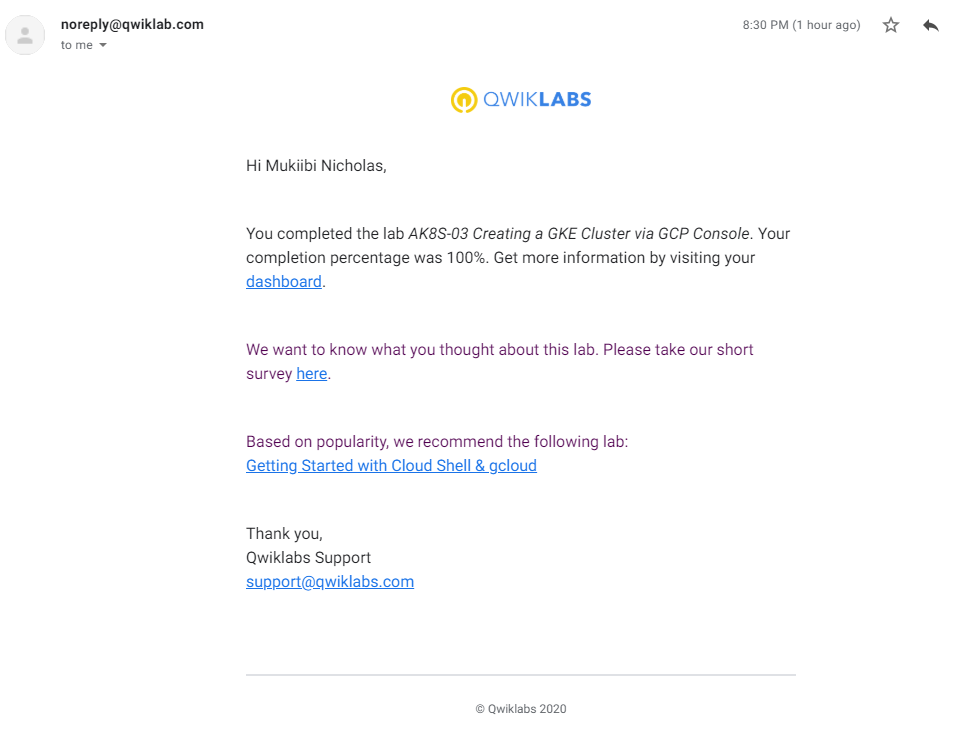 noreply@qwiklab.com
8:30 PM (1 hour ago)
to me
QWIKLABS
Hi Mukiibi Nicholas,
You completed the lab AK8S-03 Creating a GKE Cluster via GCP Console. Your
completion percentage was 100%. Get more information by visiting your
dashboard.
We want to know what you thought about this lab. Please take our short
survey here.
Based on popularity, we recommend the following lab:
Getting Started with Cloud Shell & gcloud
Thank you,
Qwiklabs Support
support@qwiklabs.com
© Qwiklabs 2020